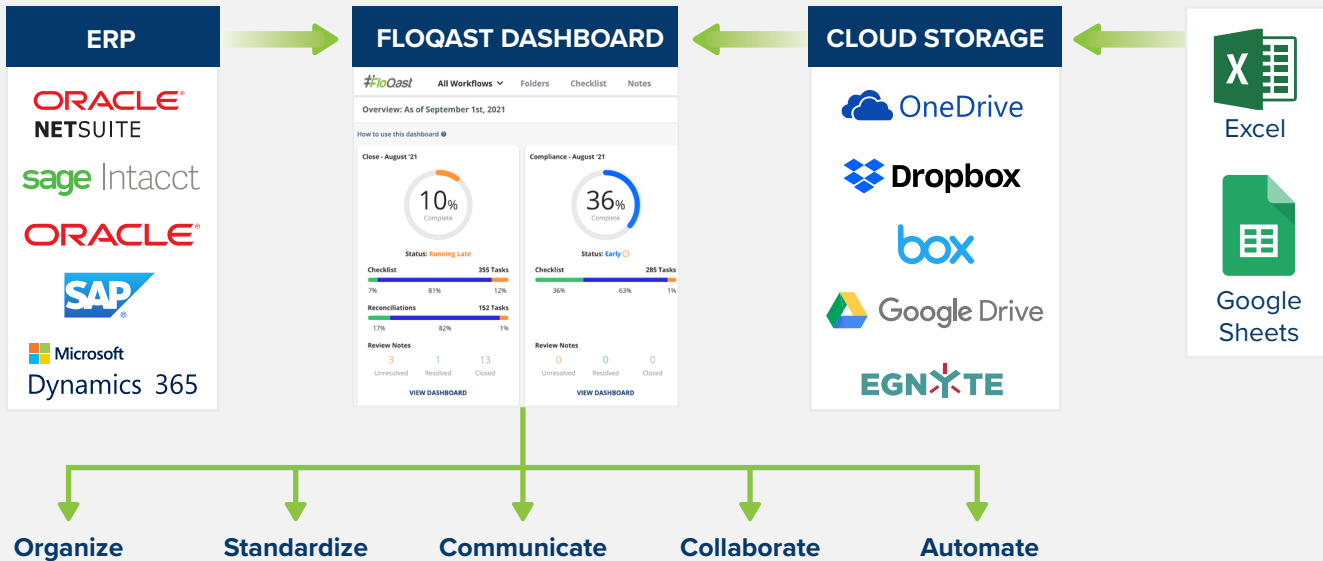 ERP
ORACLE®
NETSUITE
sage Intacct
ORACLE®
SAP®
Microsoft
Dynamics 365
FLOQAST DASHBOARD
FloQast All Workflows Folders Checklist Notes
Overview: As of September 1st, 2021
How to use this dashboard ?
Close - August '21
10%
Complete
Status: Running Late
Checklist 355 Tasks
7% 81% 12%
Reconciliations 152 Tasks
17% 82% 1%
Review Notes
3 1 13
Unresolved Resolved Closed
VIEW DASHBOARD
Compliance - August '21
36%
Complete
Status: Early
Checklist 285 Tasks
36% 63% 1%
Review Notes
0 0 0
Unresolved Resolved Closed
VIEW DASHBOARD
CLOUD STORAGE
OneDrive
Dropbox
box
Google Drive
EGNYTE
X
Excel
Google
Sheets
Organize Standardize Communicate Collaborate Automate